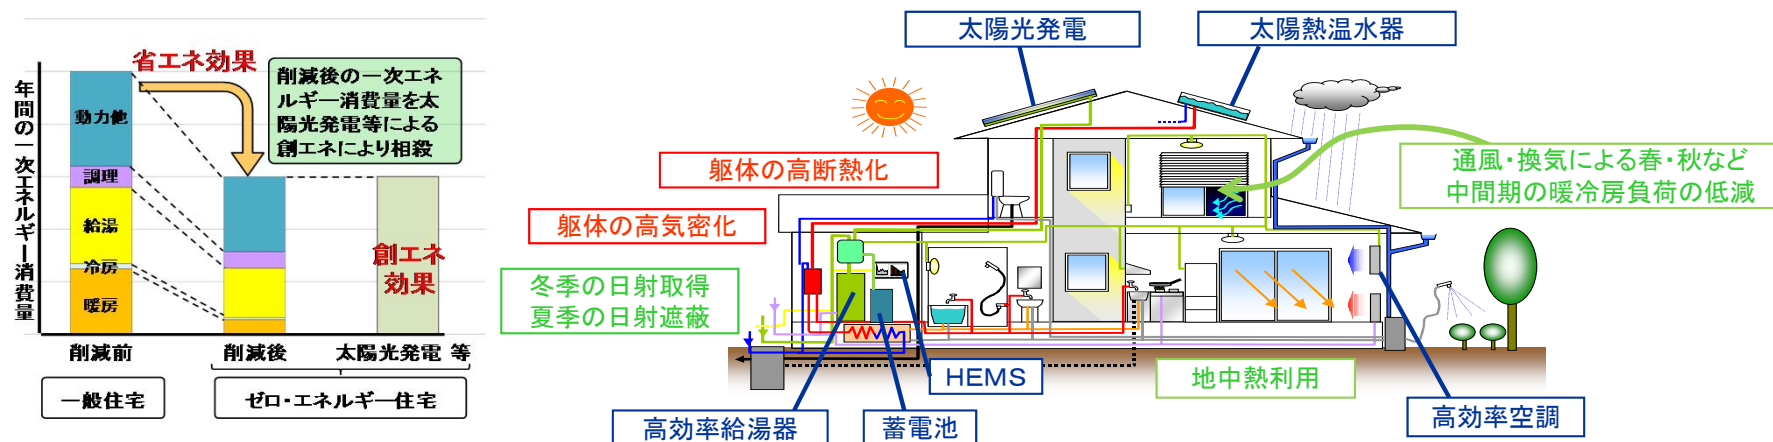 年間の一次エネルギー消費量
省エネ効果
削減後の一次エネ
ルギー消費量を太
陽光発電等による
創エネにより相殺
動力他
調理
給湯
冷房
暖房
創エネ
効果
削減前
削減後
太陽光発電 等
一般住宅
ゼロ・エネルギー住宅
太陽光発電
太陽熱温水器
躯体の高断熱化
躯体の高気密化
通風・換気による春・秋など
中間期の暖冷房負荷の低減
冬季の日射取得
夏季の日射遮蔽
HEMS
地中熱利用
高効率給湯器
蓄電池
高効率空調